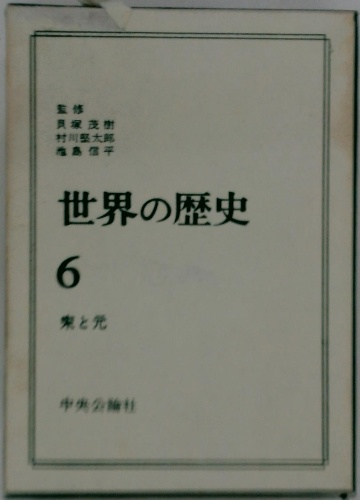 監修
貝塚茂樹
村川堅太郎
池島信平
世界の歴史
6
宋と元
中央公論社